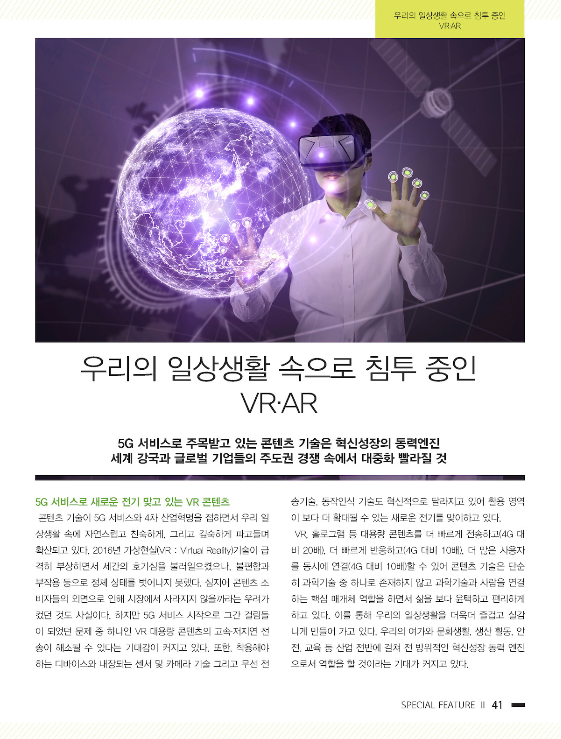 우리의 일상생활 속으로 침투 중인
VR·AR
우리의 일상생활 속으로 침투 중인
VR·AR
5G 서비스로 주목받고 있는 콘텐츠 기술은 혁신성장의 동력엔진
세계 강국과 글로벌 기업들의 주도권 경쟁 속에서 대중화 빨라질 것
5G 서비스로 새로운 전기 맞고 있는 VR 콘텐츠
콘텐츠 기술이 5G 서비스와 4차 산업혁명을 접하면서 우리 일
상생활 속에 자연스럽고 친숙하게, 그리고 깊숙하게 파고들며
확산되고 있다. 2016년 가상현실(VR : Virtual Realty)기술이 급
격히 부상하면서 세간의 호기심을 불러일으켰으나, 불편함과
부작용 등으로 정체 상태를 벗어나지 못했다. 심지어 콘텐츠 소
비자들의 외면으로 인해 시장에서 사라지지 않을까라는 우려가
컸던 것도 사실이다. 하지만 5G 서비스 시작으로 그간 걸림돌
이 되었던 문제 중 하나인 VR 대용량 콘텐츠의 고속·저지연 전
송이 해소될 수 있다는 기대감이 커지고 있다. 또한, 착용해야
하는 디바이스와 내장되는 센서 및 카메라 기술 그리고 무선 전
송기술, 동작인식 기술도 혁신적으로 달라지고 있어 활용 영역
이 보다 더 확대될 수 있는 새로운 전기를 맞이하고 있다.
VR, 홀로그램 등 대용량 콘텐츠를 더 빠르게 전송하고(4G 대
비 20배), 더 빠르게 반응하고(4G 대비 10배), 더 많은 사용자
를 동시에 연결(4G 대비 10배)할 수 있어 콘텐츠 기술은 단순
히 과학기술 중 하나로 존재하지 않고 과학기술과 사람을 연결
하는 핵심 매개체 역할을 하면서 삶을 보다 윤택하고 편리하게
하고 있다. 이를 통해 우리의 일상생활을 더욱더 즐겁고 실감
나게 만들어 가고 있다. 우리의 여가와 문화생활, 생산 활동, 안
전, 교육 등 산업 전반에 걸쳐 전 방위적인 혁신성장 동력 엔진
으로서 역할을 할 것이라는 기대가 커지고 있다.
SPECIAL FEATURE Ⅱ 41